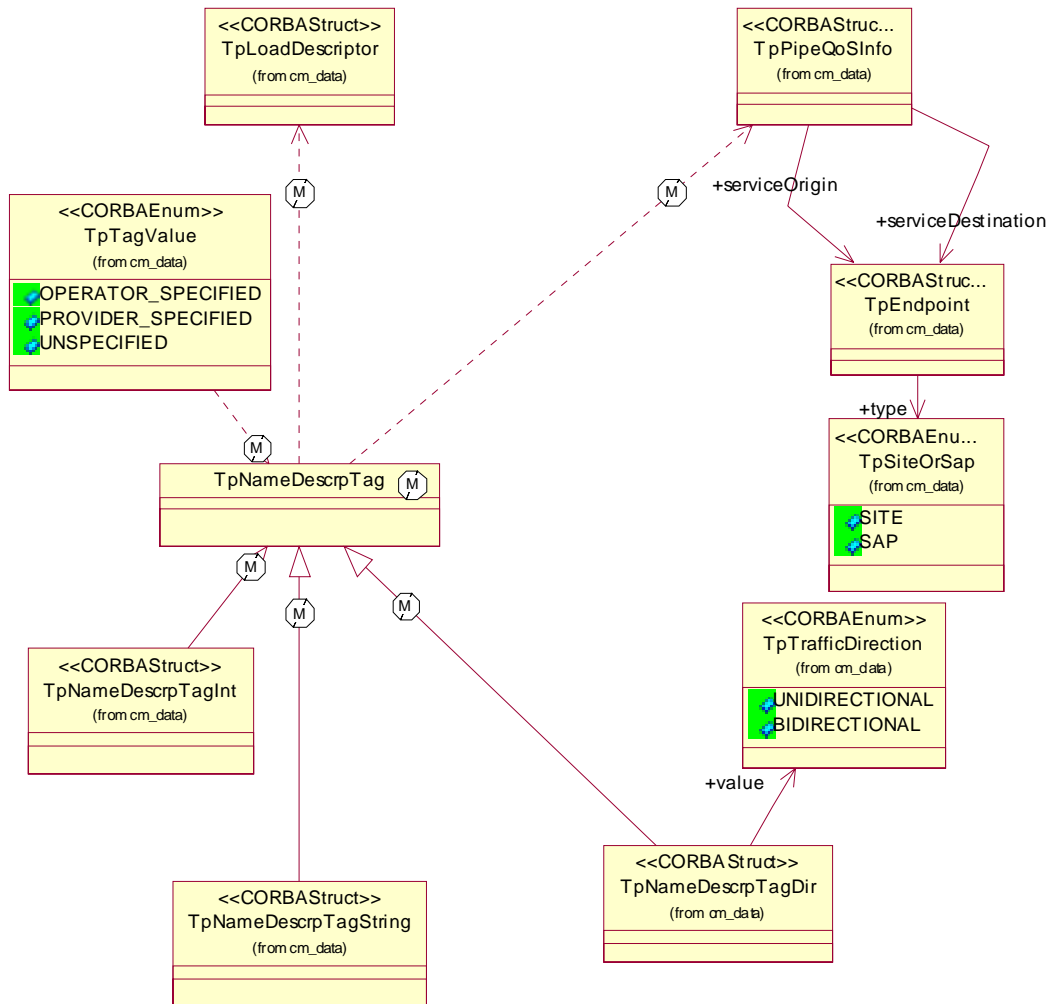 <<CORBAStruct>>
TpLoadDescriptor
(from cm_data)
<<CORBAStruc...
TpPipeQoSInfo
(from cm_data)
M
M
+serviceOrigin
+serviceDestination
<<CORBAEnum>>
TpTagValue
(from cm_data)
OPERATOR_SPECIFIED
PROVIDER_SPECIFIED
UNSPECIFIED
<<CORBAStruc...
TpEndpoint
(from cm_data)
+type
<<CORBAEnu...
TpSiteOrSap
(from cm_data)
SITE
SAP
M
TpNameDescrpTag
M
M
M
M
<<CORBAEnum>>
TpTrafficDirection
(from cm_data)
UNIDIRECTIONAL
BIDIRECTIONAL
<<CORBAStruct>>
TpNameDescrpTagInt
(from cm_data)
+value
<<CORBAStruct>>
TpNameDescrpTagDir
(from cm_data)
<<CORBAStruct>>
TpNameDescrpTagString
(from cm_data)